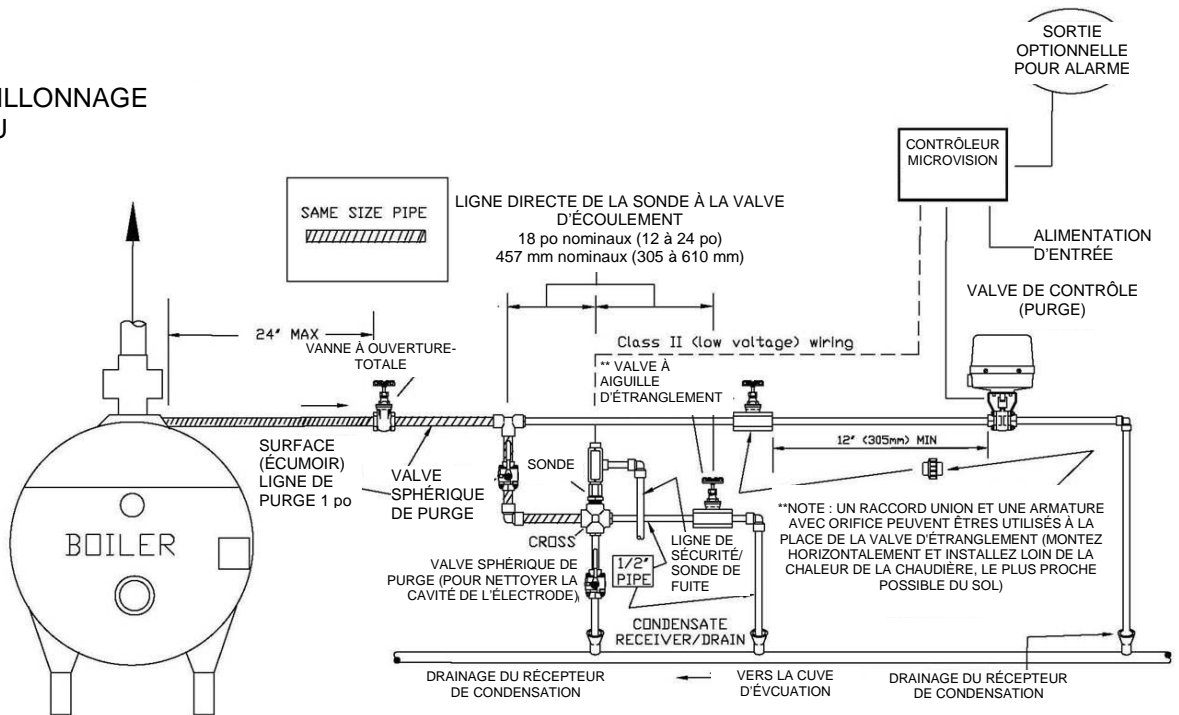 SORTIE
OPTIONNELLE
POUR ALARME
ILLONNAGE
U
CONTRÔLEUR
MICROVISION
SAME SIZE PIPE
LIGNE DIRECTE DE LA SONDE À LA VALVE
D'ÉCOULEMENT
18 po nominaux (12 à 24 po)
457 mm nominaux (305 à 610 mm)
ALIMENTATION
D'ENTRÉE
VALVE DE CONTRÔLE
(PURGE)
24" MAX
VANNE À OUVERTURE-
TOTALE
Class II (low voltage) wiring
** VALVE À
AIGUILLE
D'ÉTRANGLEMENT
12" (305mm) MIN
SURFACE
(ÉCUMOIR)
LIGNE DE
PURGE 1 po
VALVE
SPHÉRIQUE
DE PURGE
SONDE
BOILER
CROSS
VALVE SPHÉRIQUE DE
PURGE (POUR NETTOYER LA
CAVITÉ DE L'ÉLECTRODE)
1/2"
PIPE
LIGNE DE
SÉCURITÉ/
SONDE DE
FUITE
**NOTE : UN RACCORD UNION ET UNE ARMATURE
AVEC ORIFICE PEUVENT ÊTRES UTILISÉS À LA
PLACE DE LA VALVE D'ÉTRANGLEMENT (MONTEZ
HORIZONTALEMENT ET INSTALLEZ LOIN DE LA
CHALEUR DE LA CHAUDIÈRE, LE PLUS PROCHE
POSSIBLE DU SOL)
CONDENSATE
RECEIVER/DRAIN
DRAINAGE DU RÉCEPTEUR
DE CONDENSATION
VERS LA CUVE
D'ÉVCUATION
DRAINAGE DU RÉCEPTEUR
DE CONDENSATION